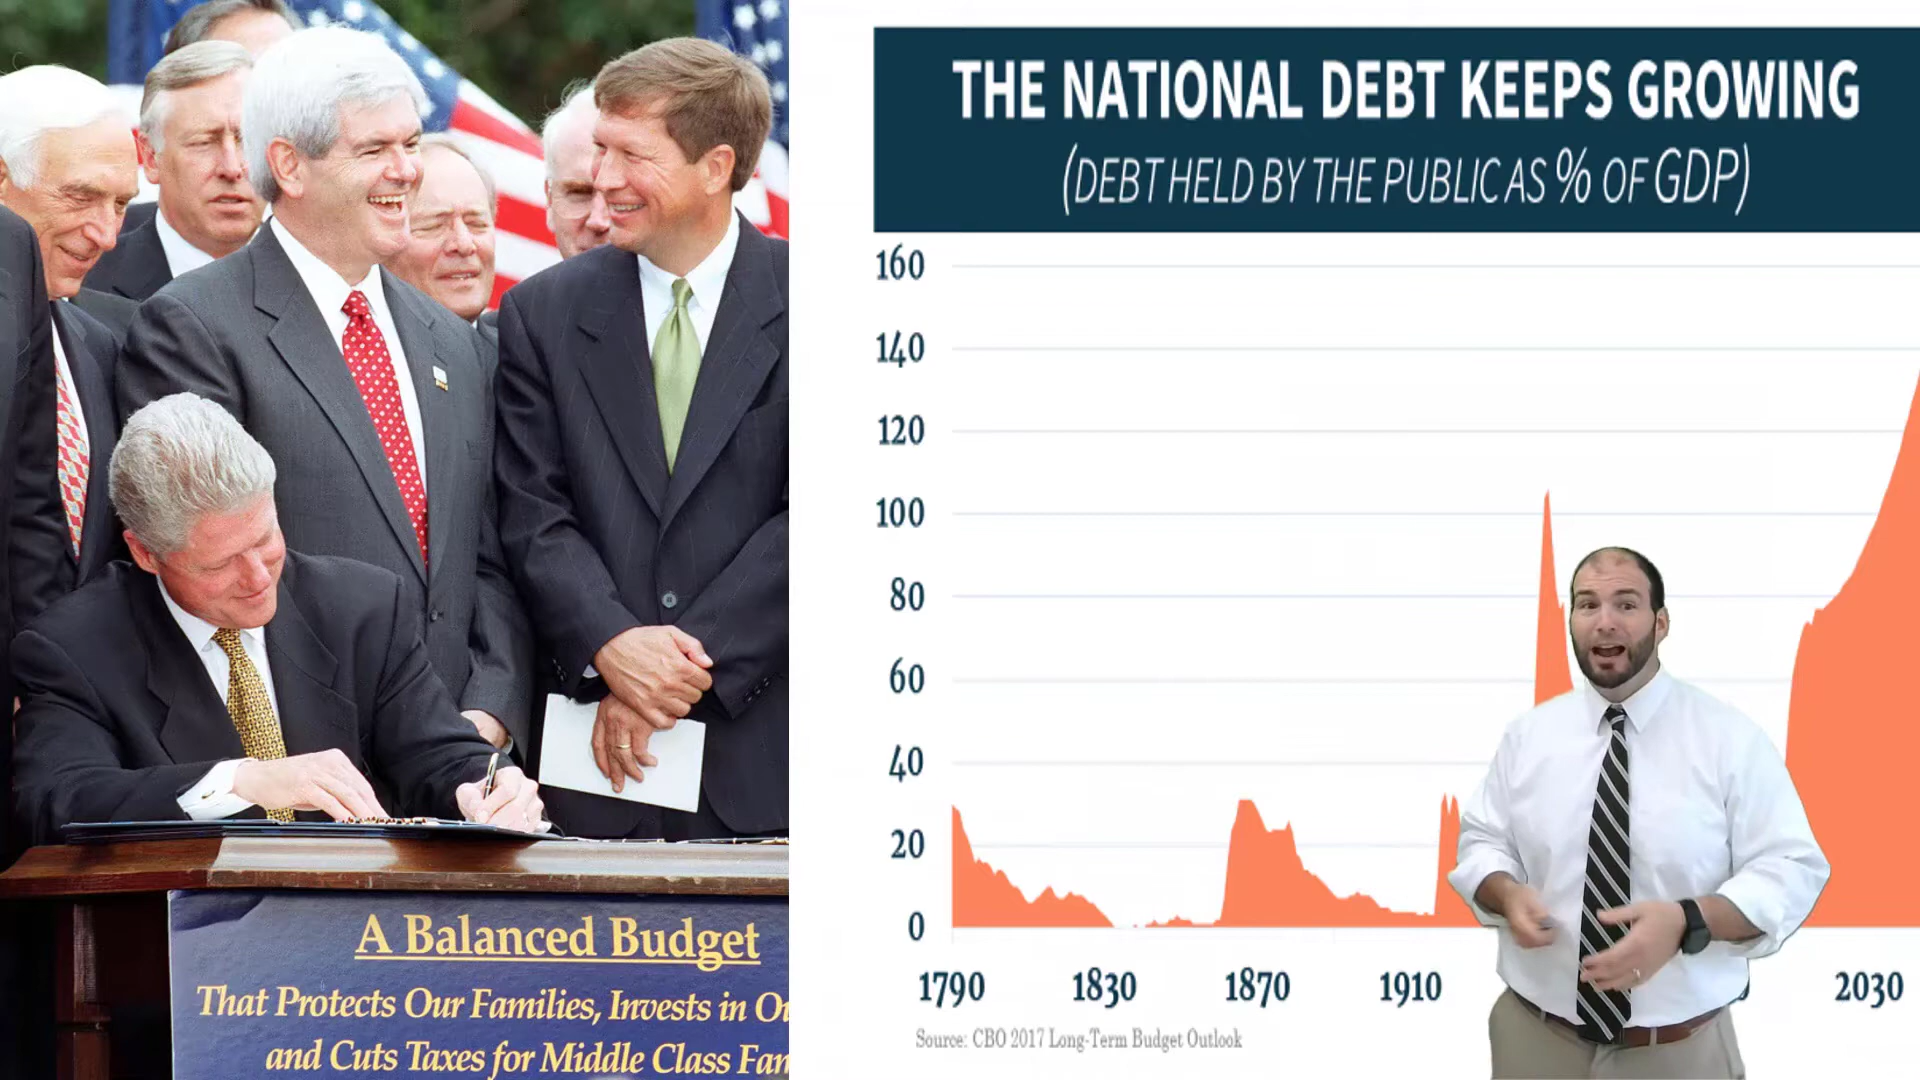 A Balanced Budget
That Protects Our Families, Invests in
and Cuts Taxes for Middle Class
THE NATIONAL DEBT KEEPS GROWING
(DEBT HELD BY THE PUBLIC AS % OF GDP)
160
140
120
100
80
60
40
20
0
1790 1830 1870 1910 2030
Source: CBO 2017 Long-Term Budget Outlook